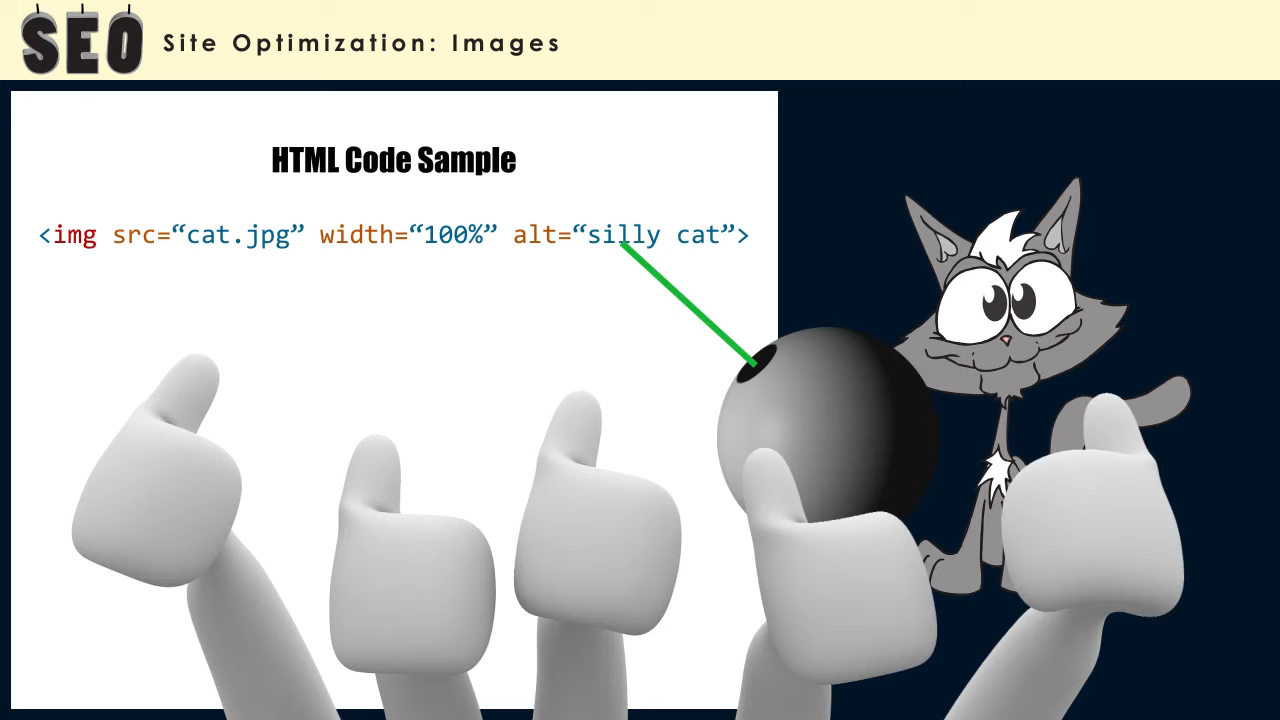 SEO Site Optimization: Images
HTML Code Sample
<img src=“cat.jpg” width=“100%” alt=“silly cat”>